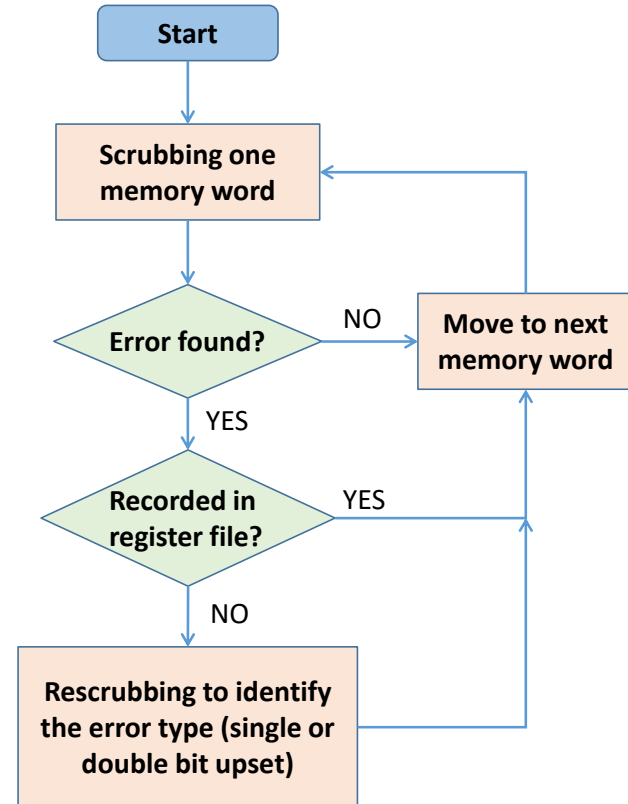 Start
Scrubbing one
memory word
Error found?
NO
Move to next
memory word
YES
Recorded in
register file?
YES
NO
Rescrubbing to identify
the error type (single or
double bit upset)